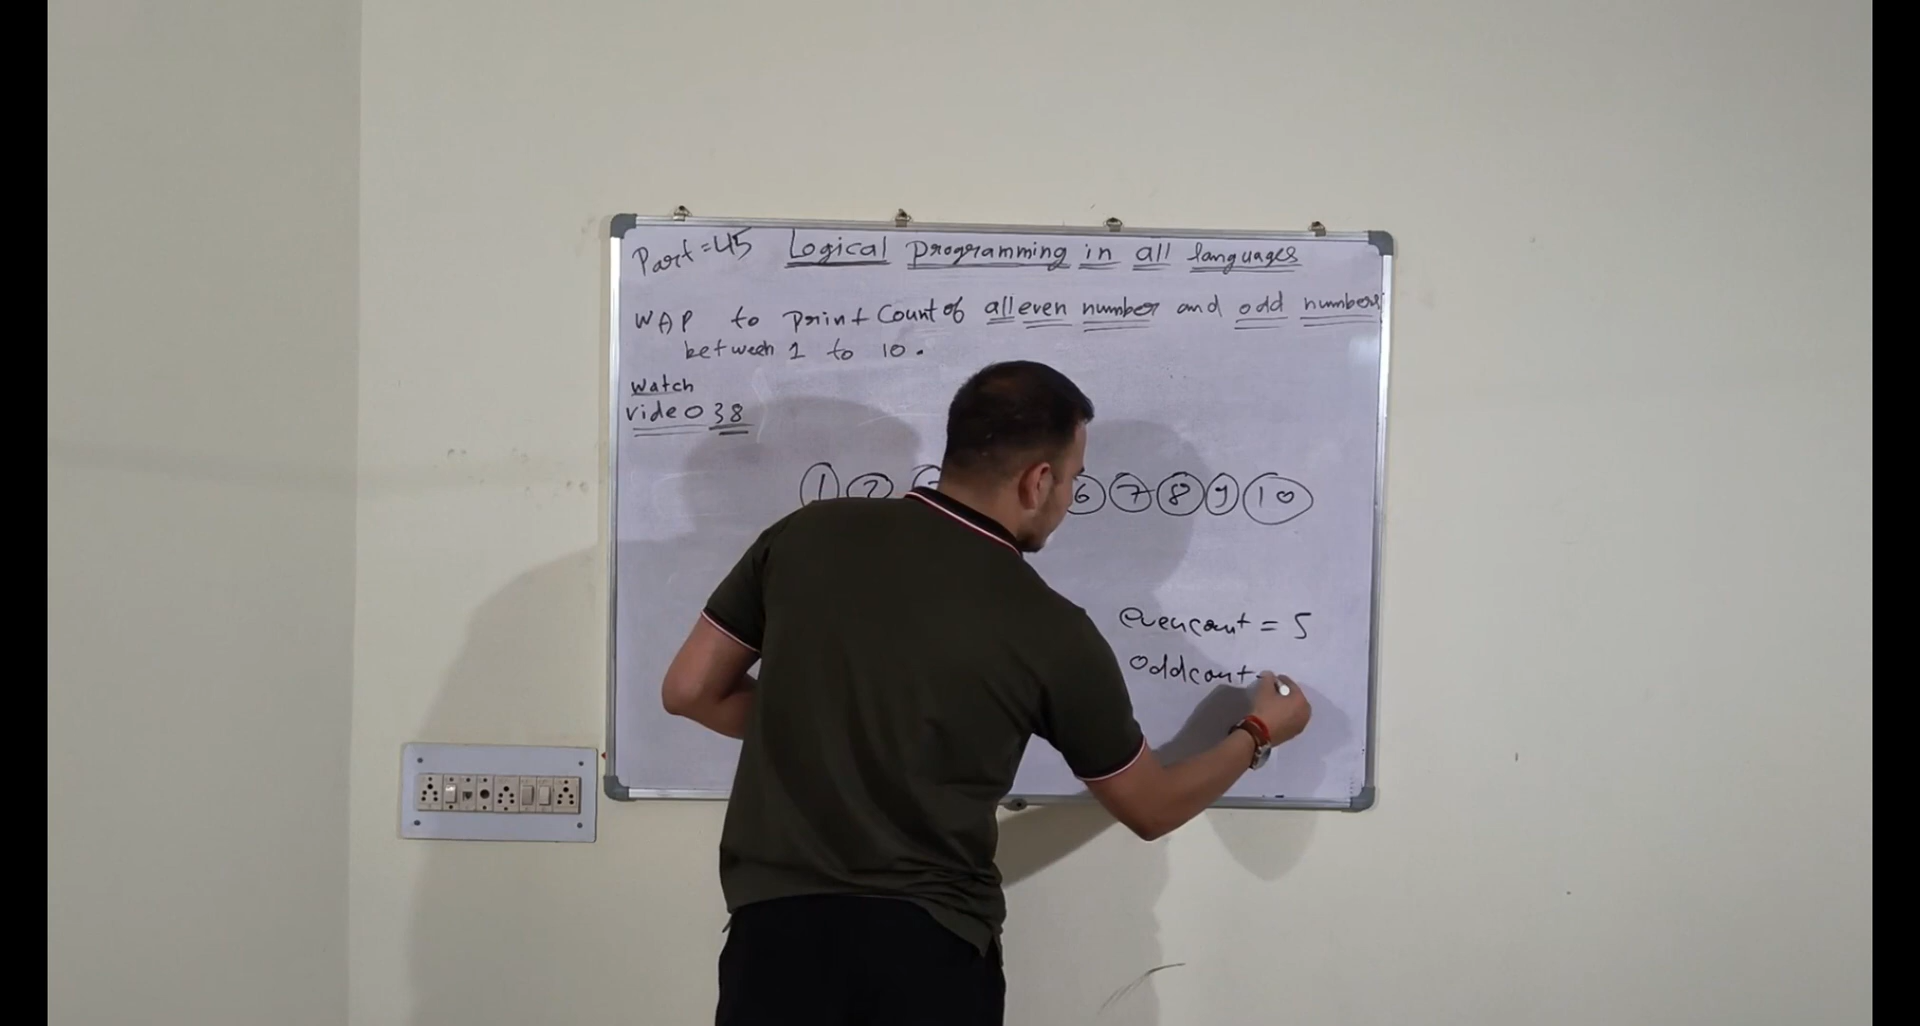 Part=45 Logical programming in all languages
WAP to print Count of all even number and odd numbers
between 1 to 10.
Watch
video 38
1 2 6 7 8 9 10
evencount = 5
Oddcount